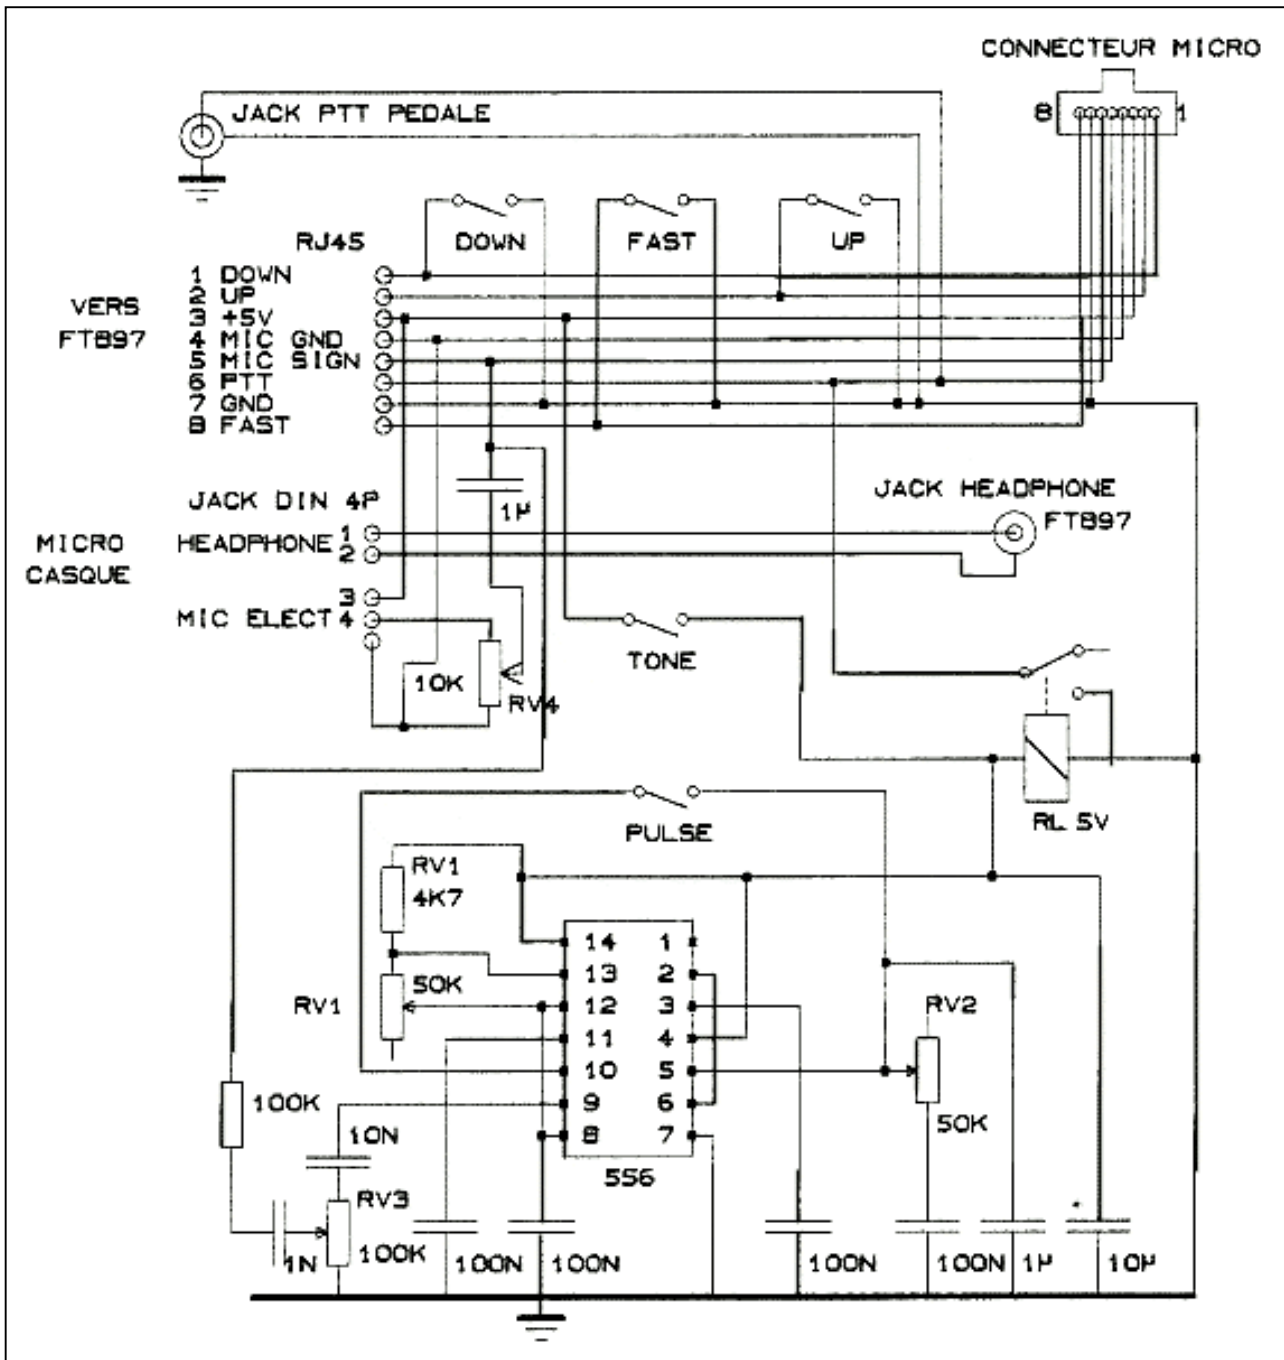 CONNECTEUR MICRO
JACK PTT PEDALE
8 1
RJ45 DOWN FAST UP
1 DOWN
2 UP
3 +5V
4 MIC GND
5 MIC SIGN
6 PTT
7 GND
8 FAST
VERS
FT897
JACK DIN 4P
1µ
JACK HEADPHONE
FT897
MICRO
CASQUE
HEADPHONE 1
2
3
MIC ELECT 4
TONE
10K
RV4
RL 5V
PULSE
RV1
4K7
50K
RV1
14 1
13 2
12 3
11 4
10 5
9 6
8 7
556
RV2
50K
100K
10N
RV3
1N
100K
100N
100N
100N
100N
1µ
10µ